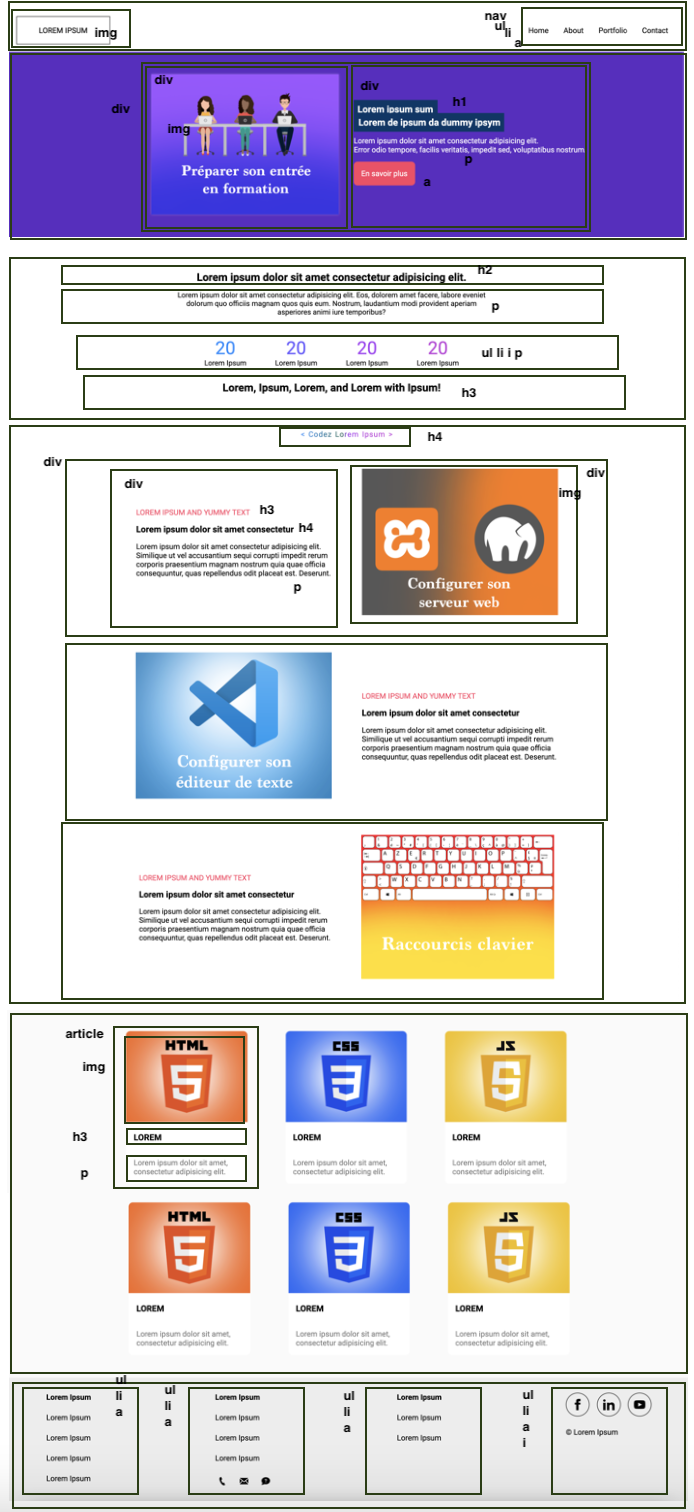 LOREM IPSUM
img
nav
ul
li
a
Home About Portfolio Contact
div
div
img
Préparer son entrée
en formation
div
Lorem ipsum sum
h1
Lorem de ipsum da dummy ipsym
Lorem ipsum dolor sit amet consectetur adipisicing elit.
Error odio tempore, facilis veritatis, impedit sed, voluptatibus nostrum.
p
En savoir plus
a
Lorem ipsum dolor sit amet consectetur adipisicing elit.
h2
Lorem ipsum dolor sit amet consectetur adipisicing elit. Eos, dolorem amet facere, labore eveniet
dolorum quo officiis magnam quos quis eum. Nostrum, laudantium modi provident aperiam
asperiores animi iure temporibus?
p
20 20 20 20
Lorem Ipsum Lorem Ipsum Lorem Ipsum Lorem Ipsum
ul li i p
Lorem, Ipsum, Lorem, and Lorem with Ipsum!
h3
< Codez Lorem Ipsum >
h4
div
div
LOREM IPSUM AND YUMMY TEXT
h3
Lorem ipsum dolor sit amet consectetur
h4
Lorem ipsum dolor sit amet consectetur adipisicing elit.
Similique ut vel accusantium sequi corrupti impedit rerum
corporis praesentium magnam nostrum quia quae officia
consequuntur, quas repellendus odit placeat est. Deserunt.
p
div
img
Configurer son
serveur web
Configurer son
éditeur de texte
LOREM IPSUM AND YUMMY TEXT
Lorem ipsum dolor sit amet consectetur
Lorem ipsum dolor sit amet consectetur adipisicing elit.
Similique ut vel accusantium sequi corrupti impedit rerum
corporis praesentium magnam nostrum quia quae officia
consequuntur, quas repellendus odit placeat est. Deserunt.
LOREM IPSUM AND YUMMY TEXT
Lorem ipsum dolor sit amet consectetur
Lorem ipsum dolor sit amet consectetur adipisicing elit.
Similique ut vel accusantium sequi corrupti impedit rerum
corporis praesentium magnam nostrum quia quae officia
consequuntur, quas repellendus odit placeat est. Deserunt.
A Z E R T Y U I O P
Q S D F G H J K L M
W X C V B N
Raccourcis clavier
article
img
h3
p
HTML
5
LOREM
Lorem ipsum dolor sit amet,
consectetur adipisicing elit.
CSS
3
LOREM
Lorem ipsum dolor sit amet,
consectetur adipisicing elit.
JS
LOREM
Lorem ipsum dolor sit amet,
consectetur adipisicing elit.
HTML
5
LOREM
Lorem ipsum dolor sit amet,
consectetur adipisicing elit.
CSS
3
LOREM
Lorem ipsum dolor sit amet,
consectetur adipisicing elit.
JS
LOREM
Lorem ipsum dolor sit amet,
consectetur adipisicing elit.
ul
li
a
Lorem Ipsum
Lorem Ipsum
Lorem Ipsum
Lorem Ipsum
Lorem Ipsum
ul
li
a
Lorem Ipsum
Lorem Ipsum
Lorem Ipsum
Lorem Ipsum
ul
li
a
Lorem Ipsum
Lorem Ipsum
Lorem Ipsum
ul
li
a
i
f in
© Lorem Ipsum